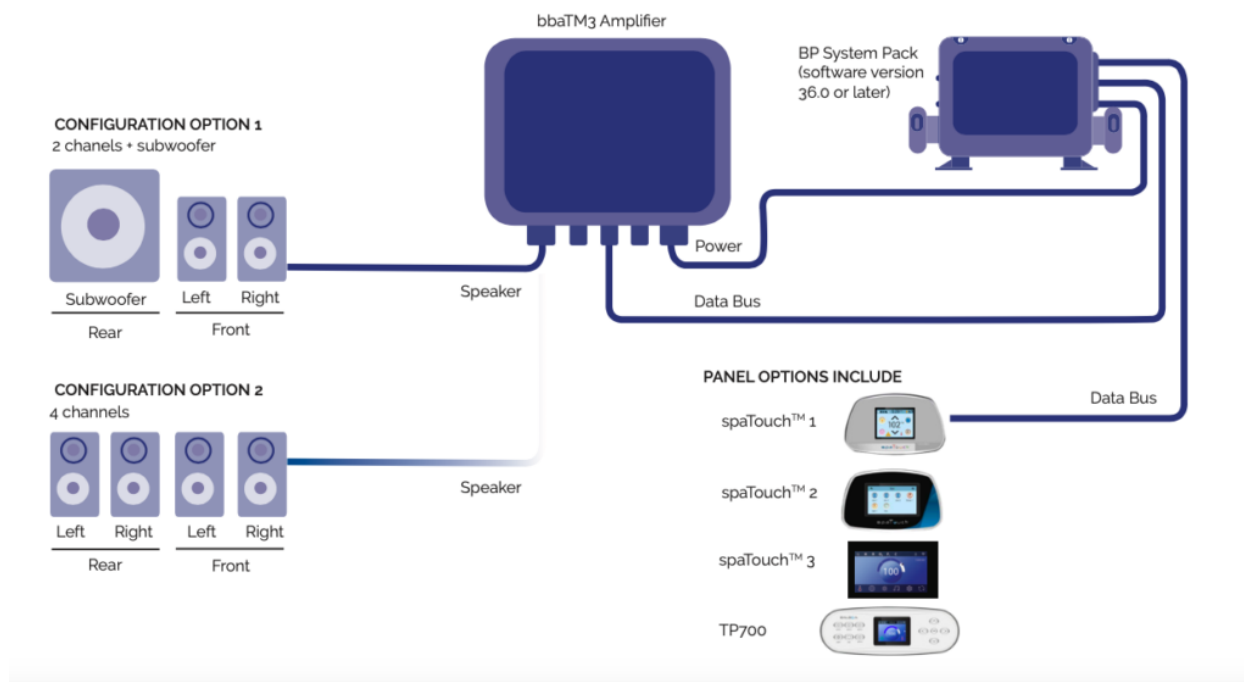 bbaTM3 Amplifier
BP System Pack
(software version
36.0 or later)
CONFIGURATION OPTION 1
2 chanels + subwoofer
Subwoofer
Left
Right
Rear
Front
Speaker
Power
Data Bus
CONFIGURATION OPTION 2
4 channels
Left
Right
Left
Right
Rear
Front
Speaker
PANEL OPTIONS INCLUDE
Data Bus
spaTouch™ 1
102
spaTouch™ 2
spaTouch™ 3
100
TP700